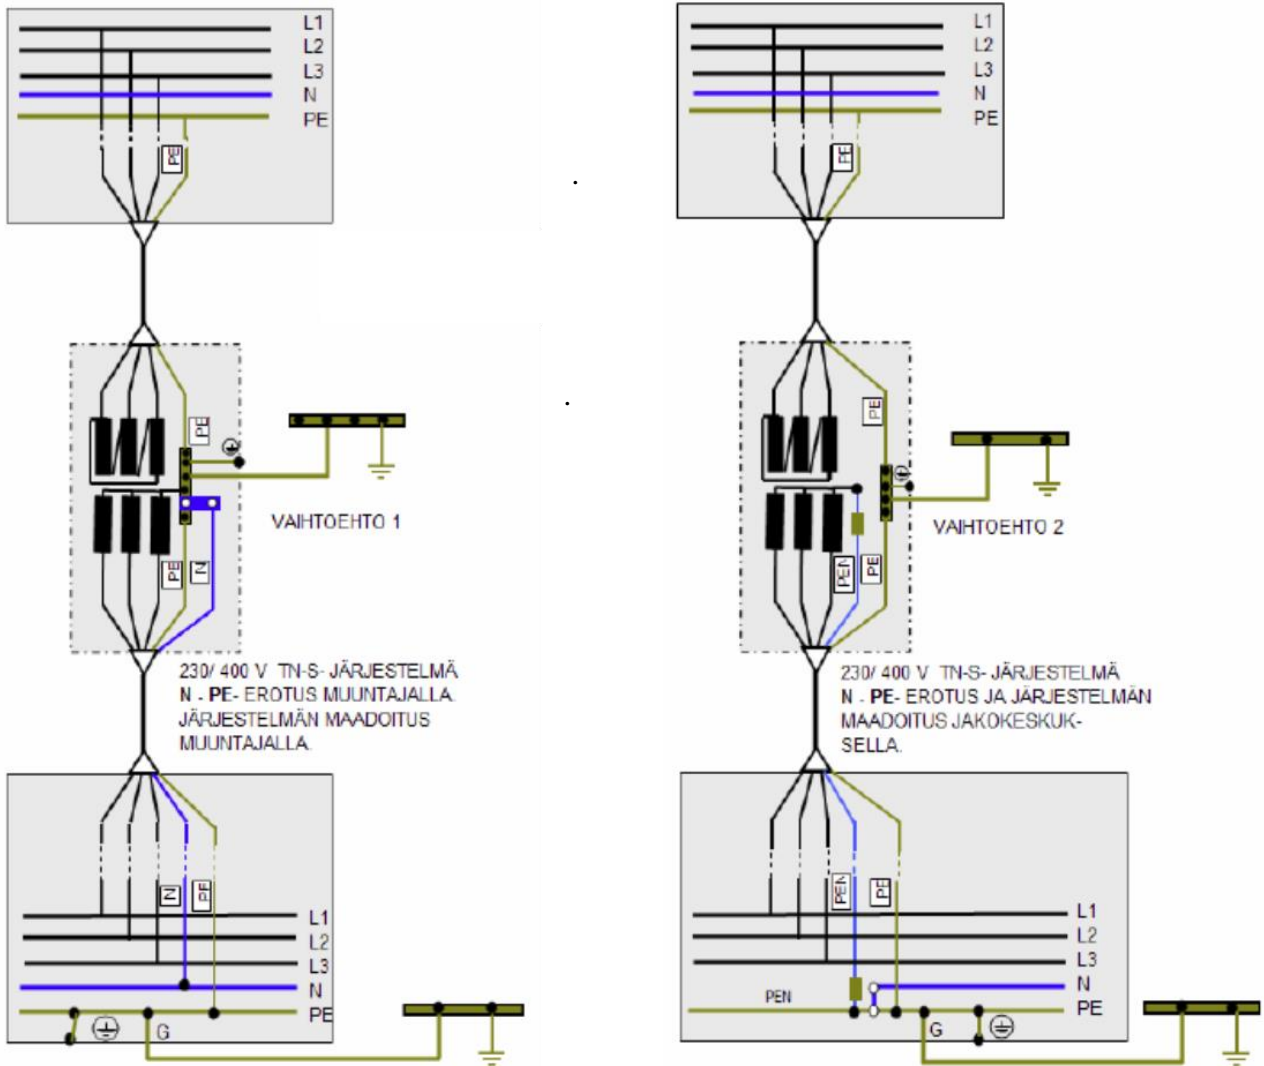 L1
L2
L3
N
PE
PE
PE
VAIHTOEHTO 1
PE
N
230/ 400 V TN-S- JÄRJESTELMÄ
N - PE- EROTUS MUUNTAJALLA.
JÄRJESTELMÄN MAADOITUS
MUUNTAJALLA.
N
PE
L1
L2
L3
N
PE
G
L1
L2
L3
N
PE
PE
PE
VAIHTOEHTO 2
PEN
PE
230/ 400 V TN-S- JÄRJESTELMÄ
N - PE- EROTUS JA JÄRJESTELMÄN
MAADOITUS JAKOKESKUK-
SELLA.
PEN
PE
L1
L2
L3
N
PEN
PE
G